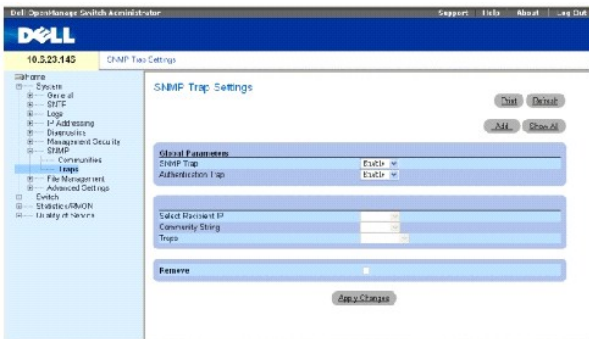 Dell OpenManage Switch Administrator
Support Help About Log Out
DELL
10.6.23.145
SNMP Trap Settings
Home
System
General
SNTP
Logs
IP Addressing
Diagnostics
Management Security
SNMP
Communities
Traps
File Management
Advanced Settings
Switch
Statistics/RMON
Quality of Service
SNMP Trap Settings
Print Refresh
Add Show All
Global Parameters
SNMP Trap Enable
Authentication Trap Enable
Select Recipient IP
Community String
Traps
Remove
Apply Changes